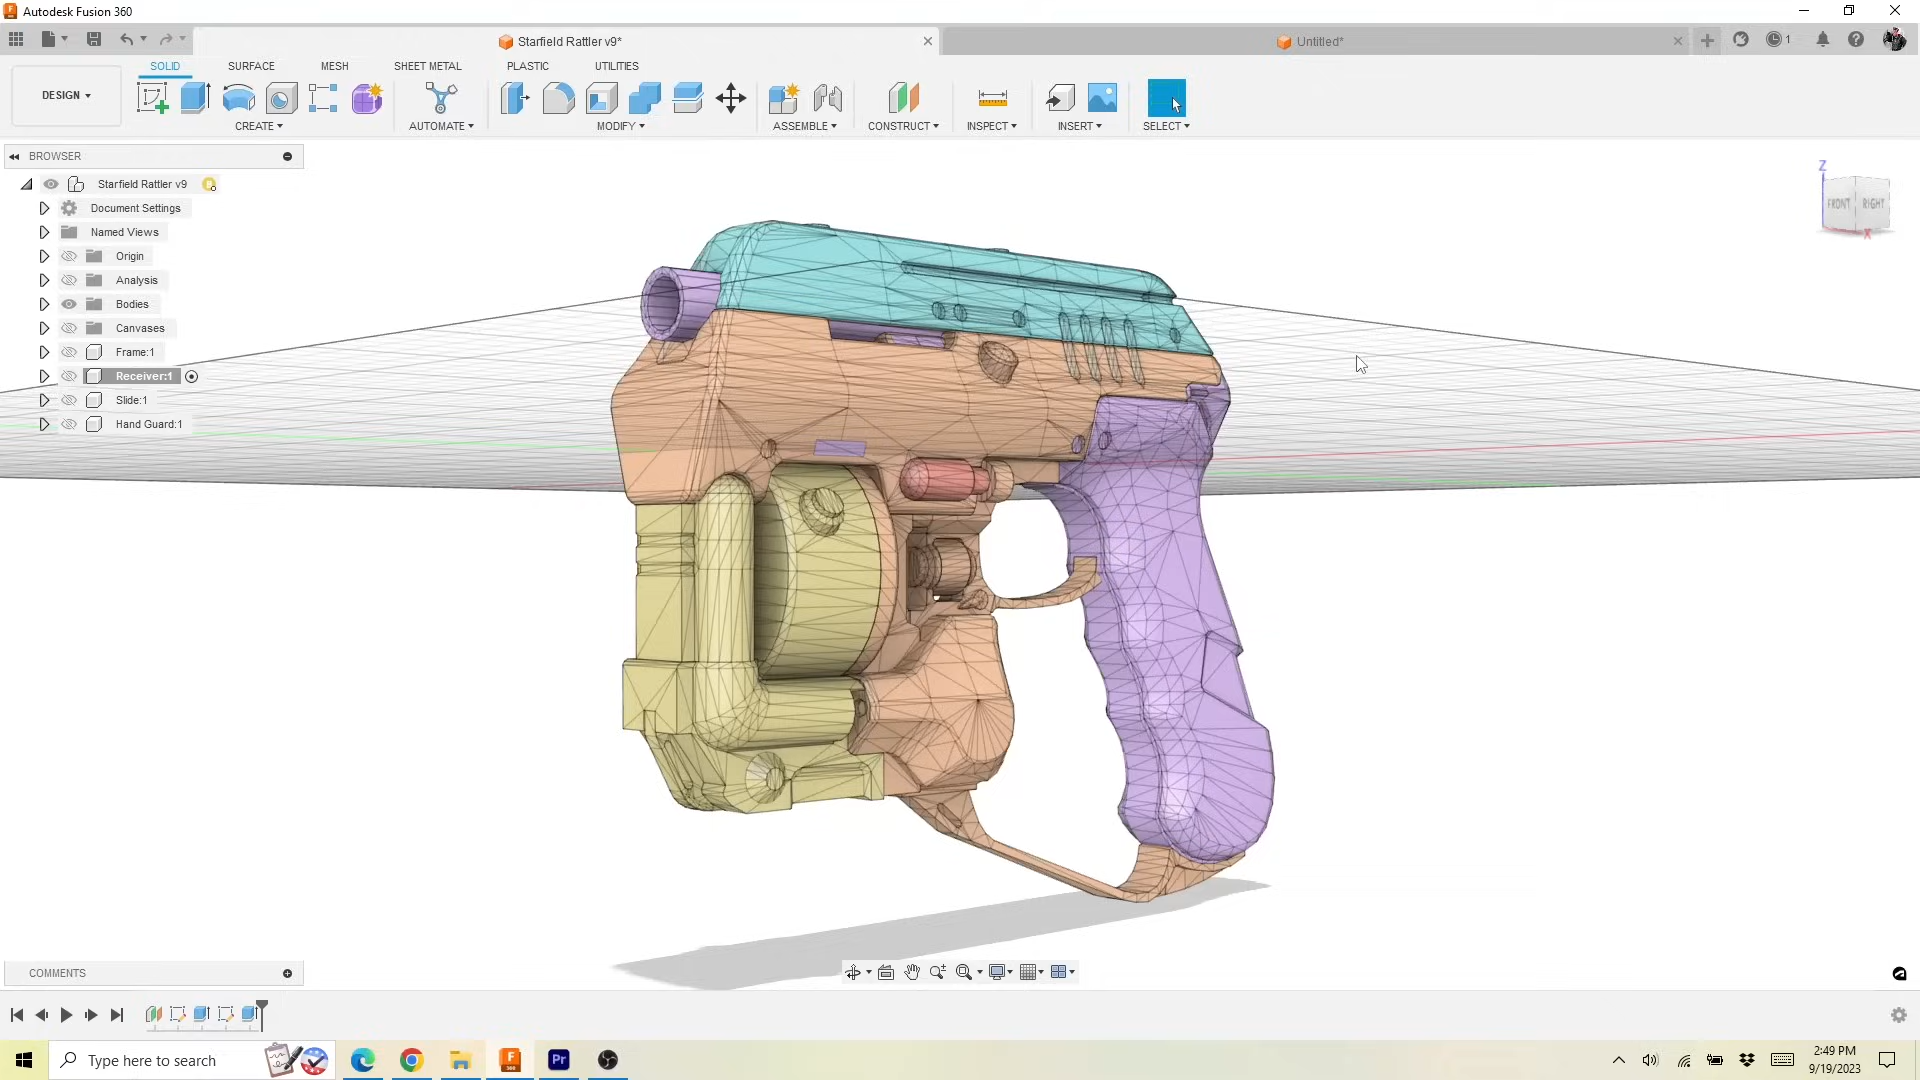 Autodesk Fusion 360
Starfield Rattler v9*
Untitled*
1
SOLID
SURFACE
MESH
SHEET METAL
PLASTIC
UTILITIES
DESIGN
CREATE
AUTOMATE
MODIFY
ASSEMBLE
CONSTRUCT
INSPECT
INSERT
SELECT
BROWSER
Starfield Rattler v9
Document Settings
Named Views
Origin
Analysis
Bodies
Canvases
Frame:1
Receiver:1
Slide:1
Hand Guard:1
Z
FRONT
RIGHT
X
COMMENTS
Type here to search
F
360
Pr
2:49 PM
9/19/2023